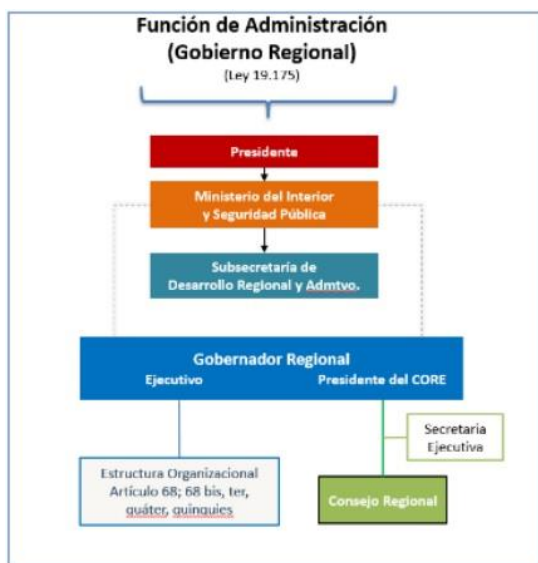 Función de Administración
(Gobierno Regional)
(Ley 19.175)
Presidente
Ministerio del Interior
y Seguridad Pública
Subsecretaría de
Desarrollo Regional y Admtvo.
Gobernador Regional
Ejecutivo
Presidente del CORE
Secretaria
Ejecutiva
Estructura Organizacional
Artículo 68; 68 bis, ter,
quáter, quinquies
Consejo Regional